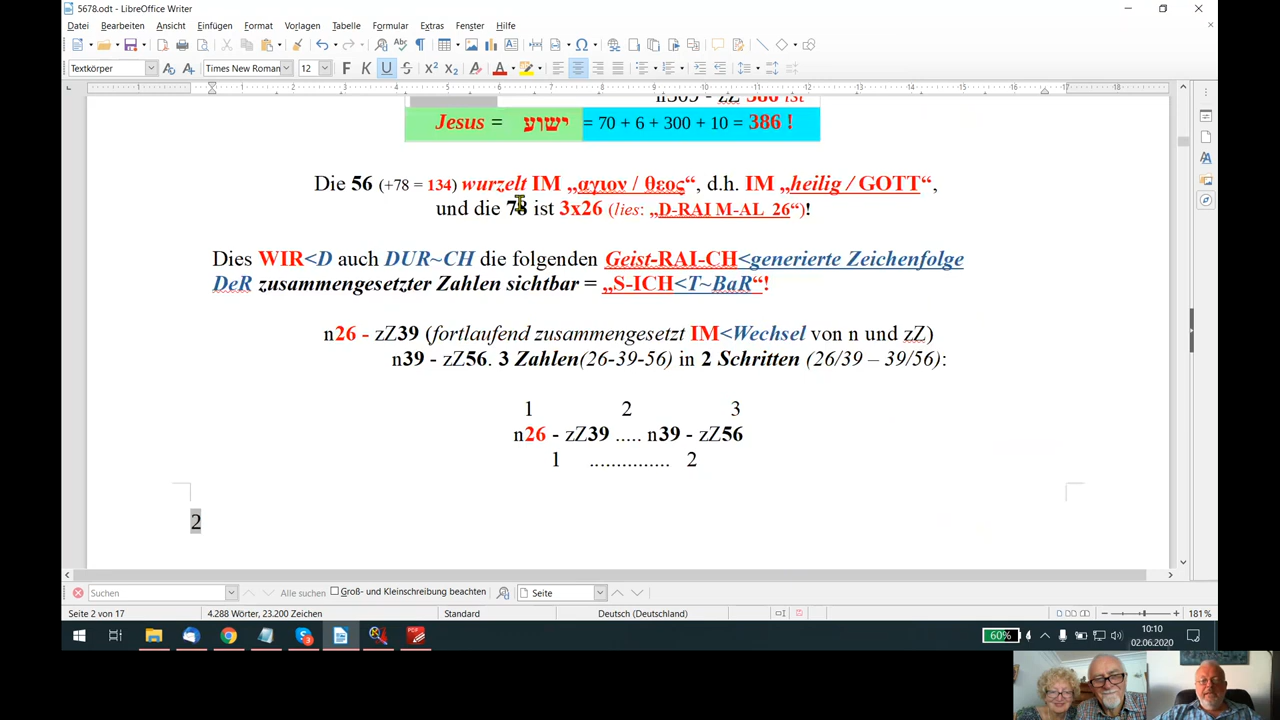 5678.odt - LibreOffice Writer
Datei Bearbeiten Ansicht Einfügen Format Vorlagen Tabelle Formular Extras Fenster Hilfe
Textkörper Times New Roman 12 F K U S
n309 - zZ 386 ist
Jesus = ישוע = 70 + 6 + 300 + 10 = 386 !
Die 56 (+78 = 134) wurzelt IM „αγιον / θεος“, d.h. IM „heilig / GOTT“,
und die 78 ist 3x26 (lies: „D-RAI M-AL 26“)!
Dies WIR<D auch DUR~CH die folgenden Geist-RAI-CH<generierte Zeichenfolge
DeR zusammengesetzter Zahlen sichtbar = „S-ICH<T~BaR“!
n26 - zZ39 (fortlaufend zusammengesetzt IM<Wechsel von n und zZ)
n39 - zZ56. 3 Zahlen(26-39-56) in 2 Schritten (26/39 – 39/56):
1 2 3
n26 - zZ39 ..... n39 - zZ56
1 ............... 2
2
Suchen Alle suchen Groß- und Kleinschreibung beachten Seite
Seite 2 von 17 4.288 Wörter, 23.200 Zeichen Standard Deutsch (Deutschland) 181%
60% 10:10
02.06.2020